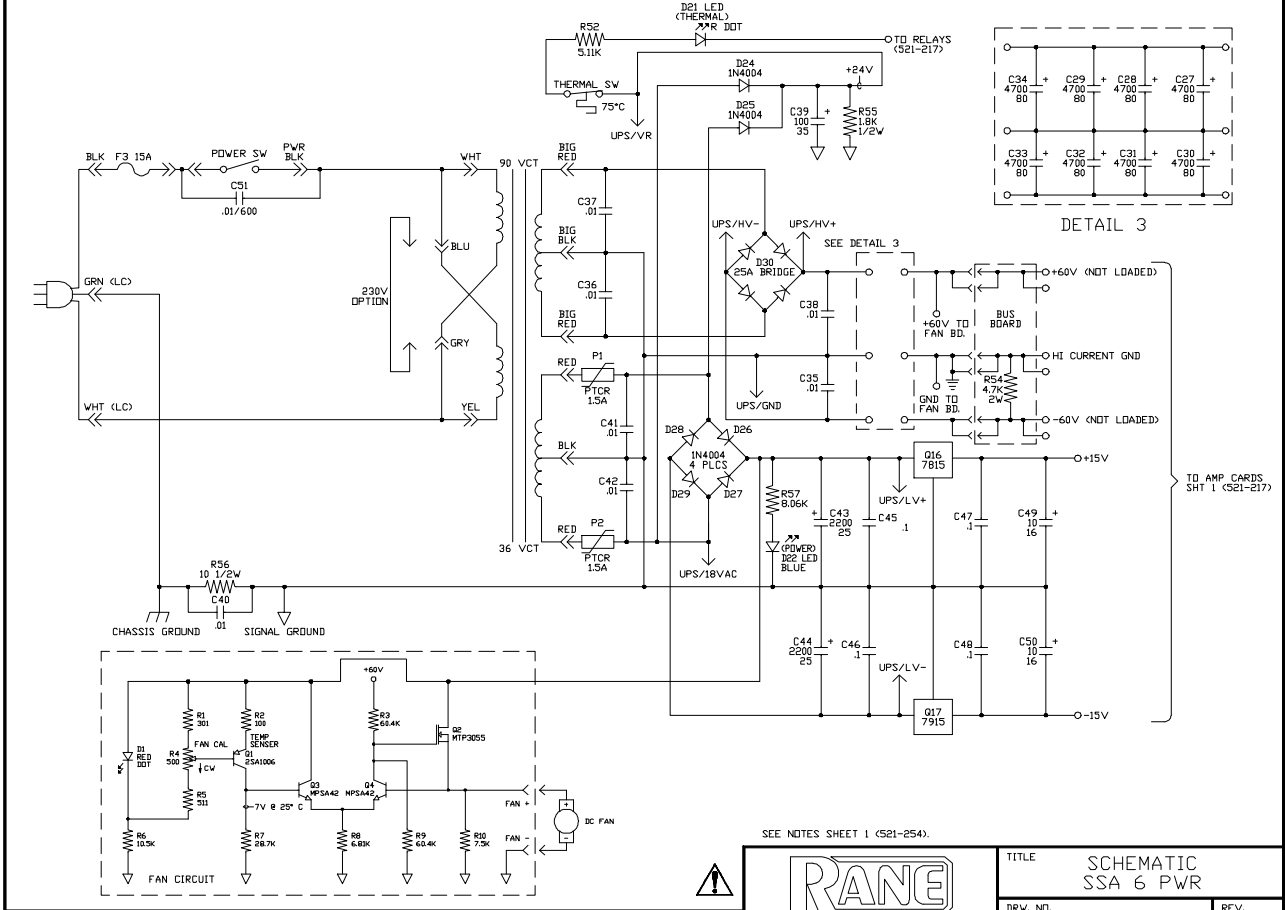 D21 LED
(THERMAL)
R DOT
R52
5.11K
TO RELAYS
(521-217)
THERMAL SW
75°C
UPS/VR
D24
1N4004
D25
1N4004
+24V
C39
100
35
R55
1.8K
1/2W
C34
4700
80
C29
4700
80
C28
4700
80
C27
4700
80
C33
4700
80
C32
4700
80
C31
4700
80
C30
4700
80
DETAIL 3
BLK
F3 15A
POWER SW
PWR
BLK
C51
.01/600
WHT
90 VCT
BIG
RED
C37
.01
BIG
BLK
C36
.01
BIG
RED
BLU
230V
OPTION
GRY
GRN (LC)
WHT (LC)
YEL
UPS/HV-
UPS/HV+
D30
25A BRIDGE
SEE DETAIL 3
C38
.01
C35
.01
UPS/GND
+60V TO
FAN BD.
GND TO
FAN BD.
BUS
BOARD
R54
4.7K
2W
+60V (NOT LOADED)
HI CURRENT GND
-60V (NOT LOADED)
RED
P1
PTCR
1.5A
C41
.01
BLK
C42
.01
RED
P2
PTCR
1.5A
36 VCT
D28
D26
1N4004
4 PLCS
D29
D27
UPS/18VAC
R57
8.06K
(POWER)
D22 LED
BLUE
C43
2200
25
C45
.1
UPS/LV+
Q16
7815
C47
.1
C49
10
16
+15V
TO AMP CARDS
SHT 1 (521-217)
C44
2200
25
C46
.1
UPS/LV-
Q17
7915
C48
.1
C50
10
16
-15V
R56
10 1/2W
C40
.01
CHASSIS GROUND
SIGNAL GROUND
+60V
R1
301
R2
100
R3
60.4K
Q2
MTP3055
D1
RED
DOT
FAN CAL
R4
500
CW
TEMP
SENSER
Q1
2SA1006
R5
511
7V @ 25° C
Q3
MPSA42
Q4
MPSA42
FAN +
DC FAN
FAN -
R6
10.5K
R7
28.7K
R8
6.81K
R9
60.4K
R10
7.5K
FAN CIRCUIT
SEE NOTES SHEET 1 (521-254).
RANE
TITLE
SCHEMATIC
SSA 6 PWR
DRW. NO.
REV.